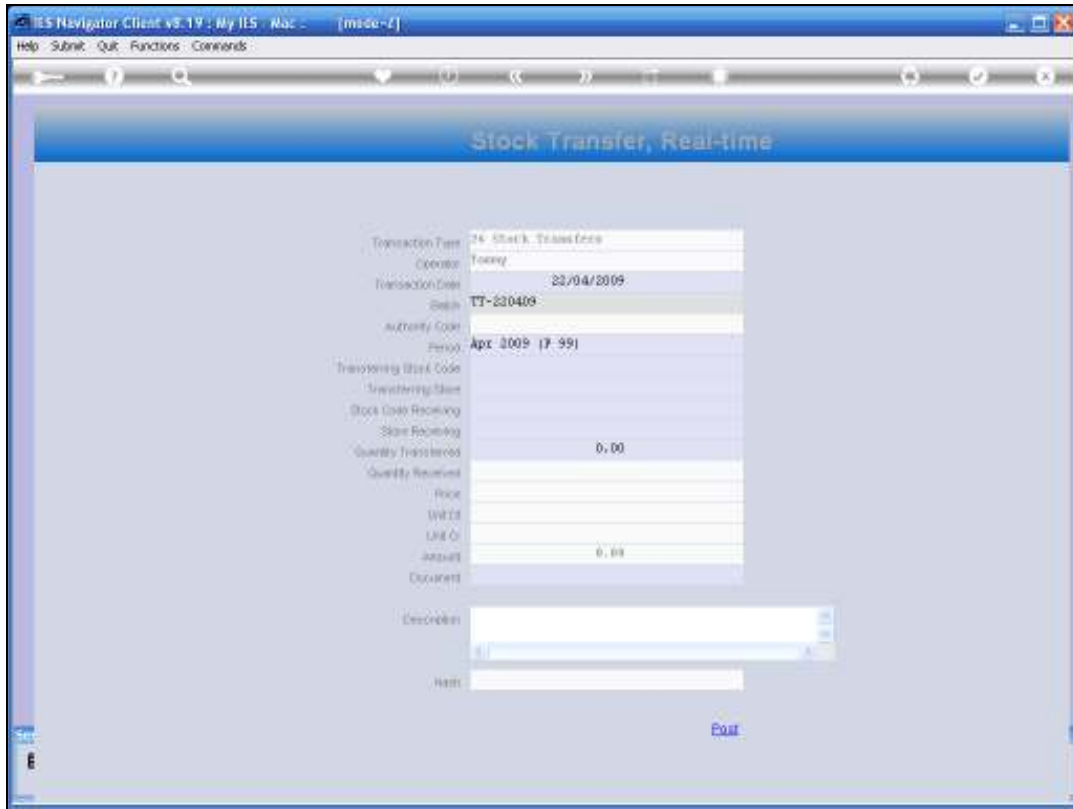 IES Navigator Client v8.19 : My IES - Mac :
Help Submit Quit Functions Commands
Stock Transfer, Real-time
Transaction Type 26 Stock Transfers
Operator Tommy
Transaction Date 22/04/2009
Batch TT-220409
Authority Code
Period Apr 2009 (P 99)
Transferring Stock Code
Transferring Store
Stock Code Receiving
Store Receiving
Quantity Transferred 0.00
Quantity Received
Price
Unit Dt
Unit Cr
Amount 0.00
Document
Description
Hash
Post